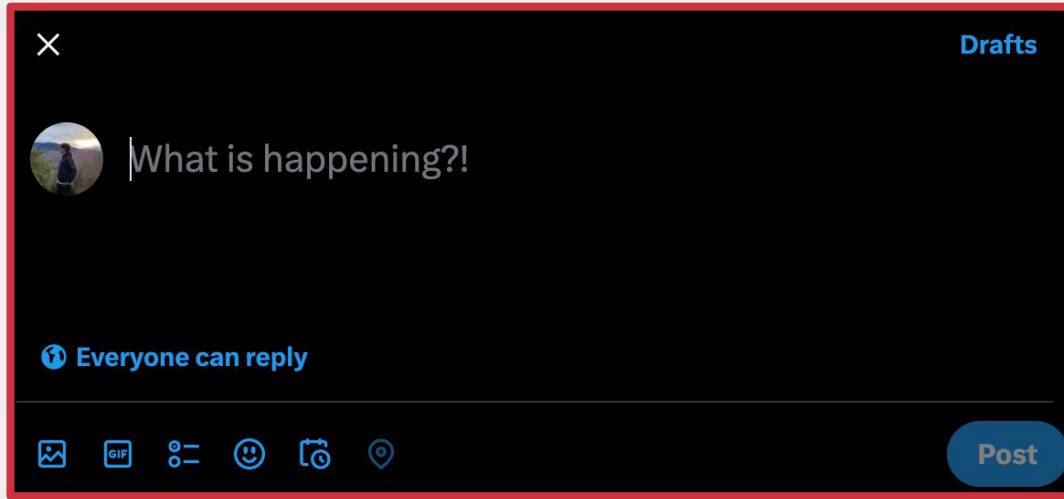 Drafts
What is happening?!
Everyone can reply
GIF
Post